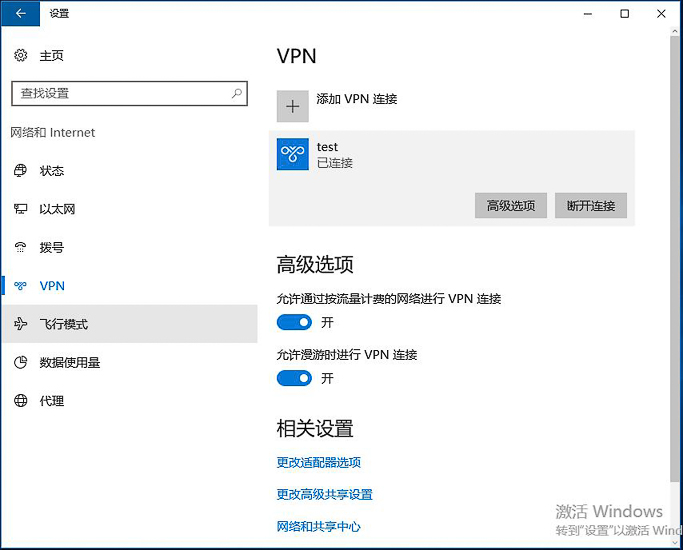 设置
主页
查找设置
网络和 Internet
状态
以太网
拨号
VPN
飞行模式
数据使用量
代理
VPN
添加 VPN 连接
test
已连接
高级选项
断开连接
高级选项
允许通过按流量计费的网络进行 VPN 连接
开
允许漫游时进行 VPN 连接
开
相关设置
更改适配器选项
更改高级共享设置
网络和共享中心
激活 Windows
转到"设置"以激活 Wind